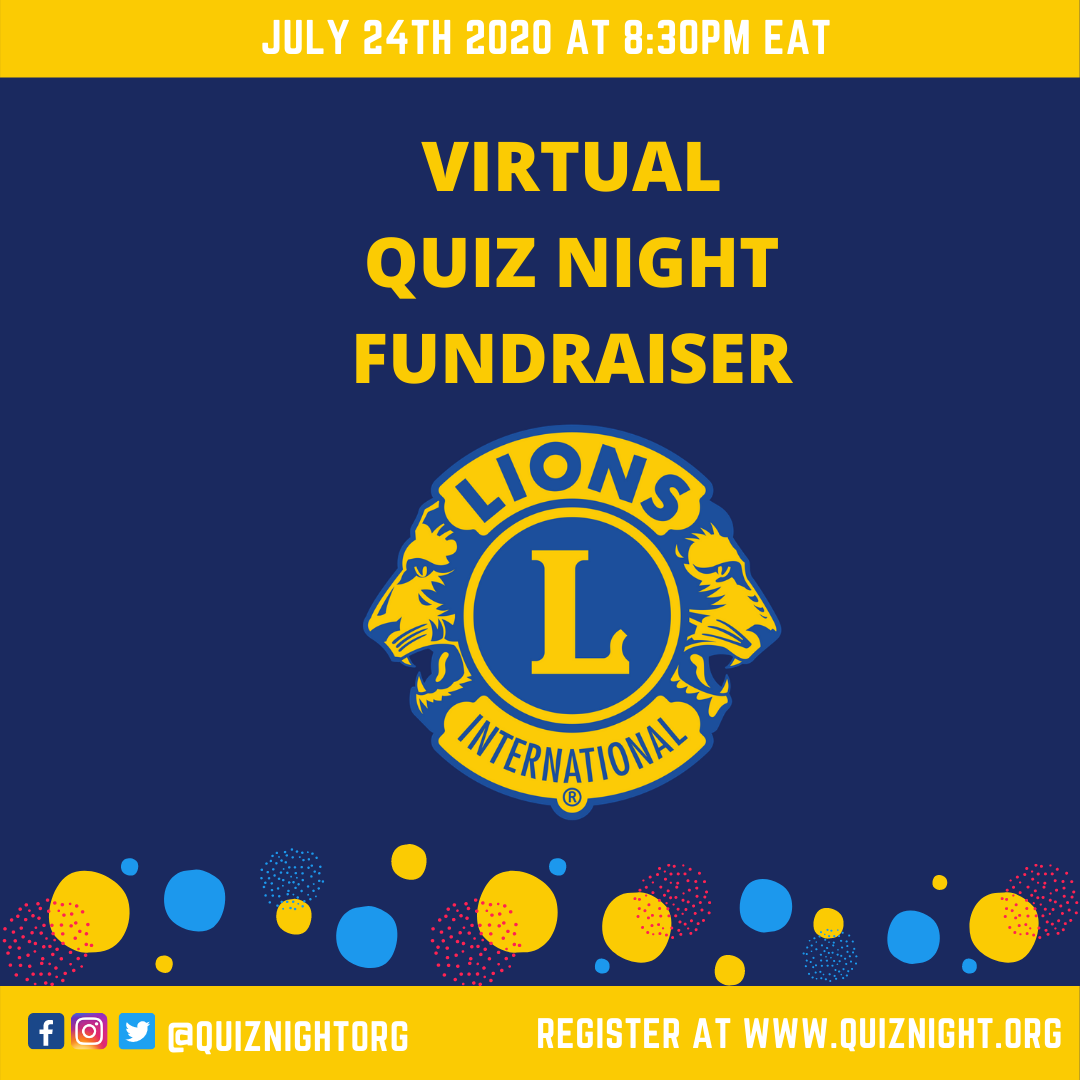 JULY 24TH 2020 AT 8:30PM EAT
VIRTUAL
QUIZ NIGHT
FUNDRAISER
LIONS
L
INTERNATIONAL
®
@QUIZNIGHTORG
REGISTER AT WWW.QUIZNIGHT.ORG